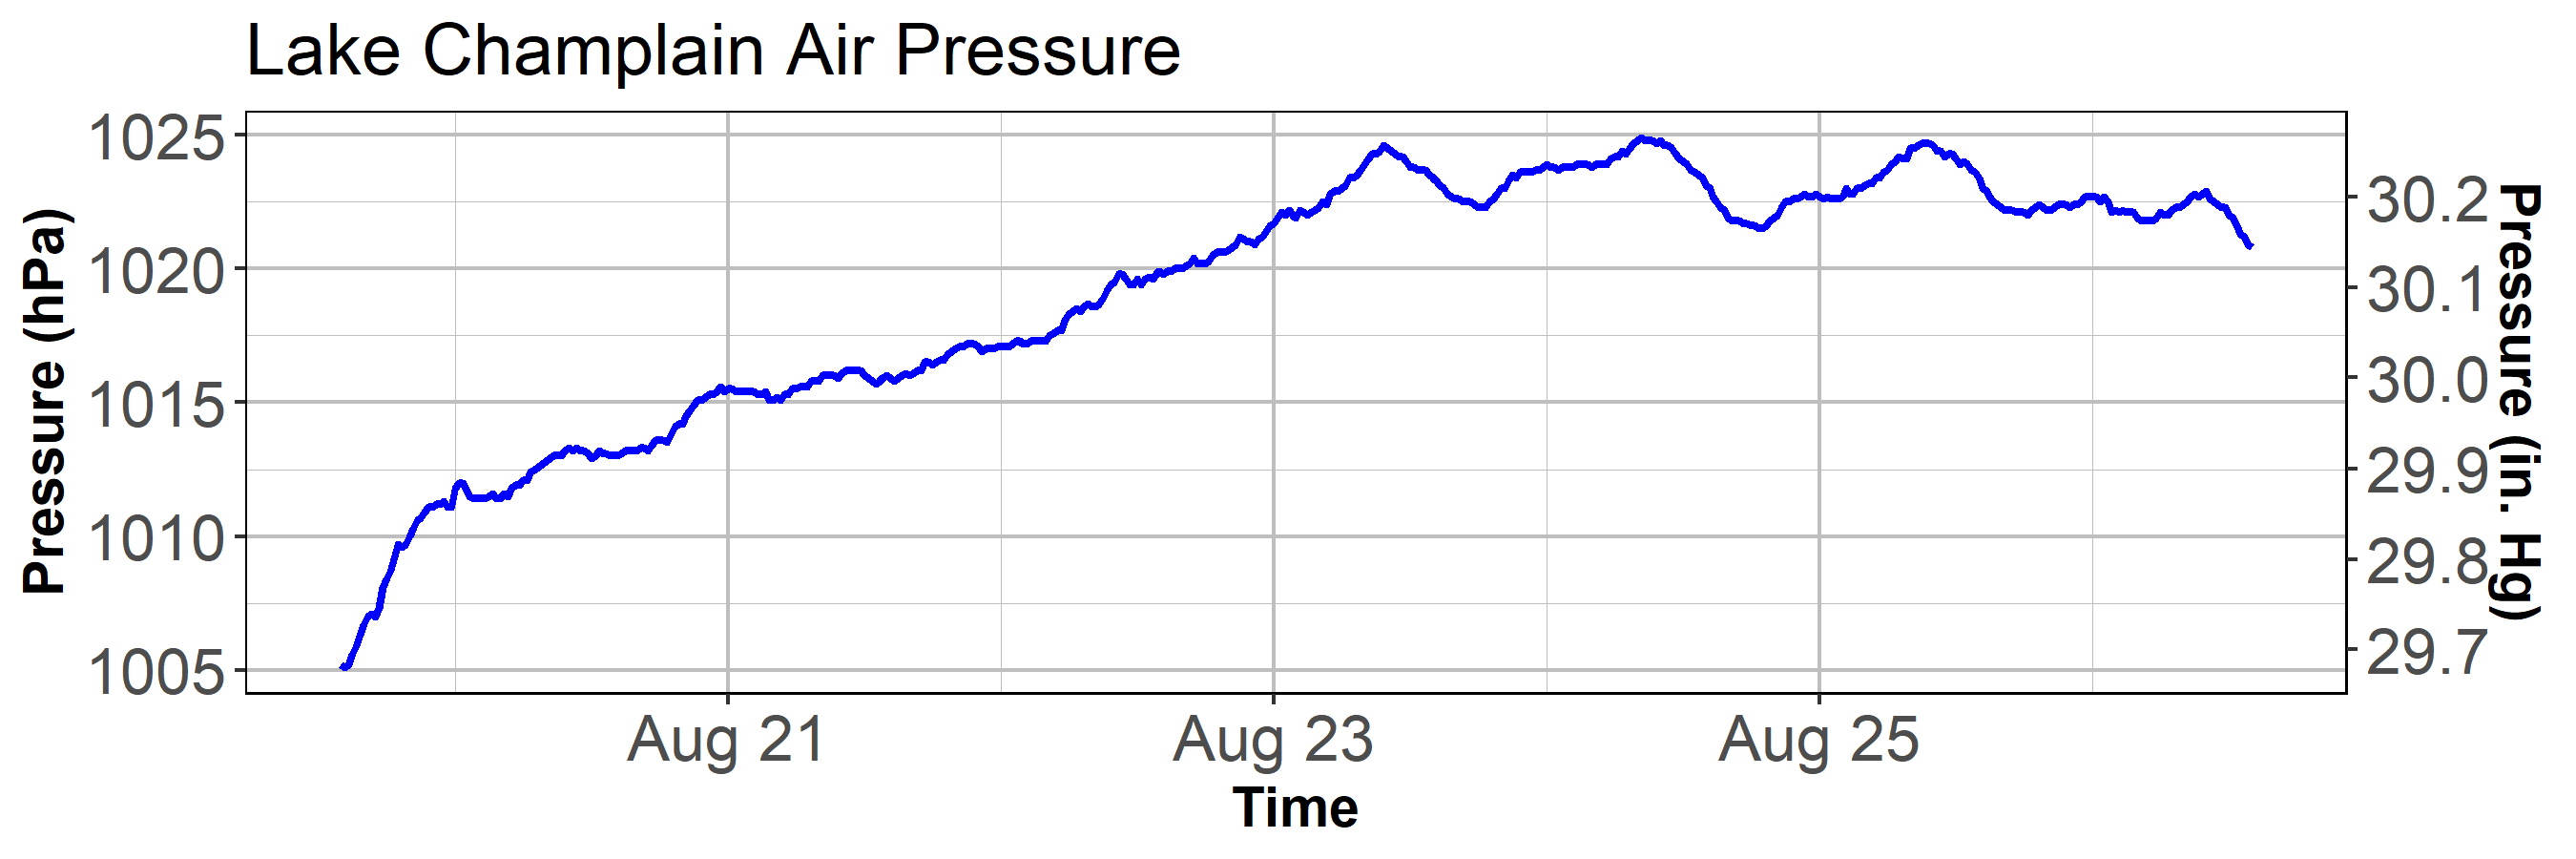 Lake Champlain Air Pressure
Pressure (hPa)
1025
1020
1015
1010
1005
30.2
30.1
30.0
29.9
29.8
29.7
Pressure (in. Hg)
Aug 21
Aug 23
Aug 25
Time